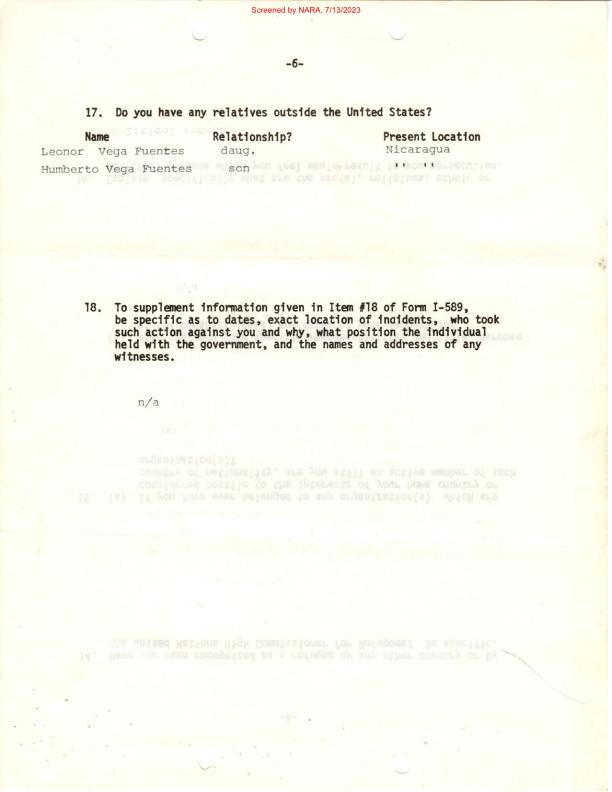 Screened by NARA, 7/13/2023
-6-
17. Do you have any relatives outside the United States?
Name Relationship? Present Location
Leonor Vega Fuentes daug. Nicaragua
Humberto Vega Fuentes son '' ''
18. To supplement information given in Item #18 of Form I-589,
be specific as to dates, exact location of incidents, who took
such action against you and why, what position the individual
held with the government, and the names and addresses of any
witnesses.
n/a